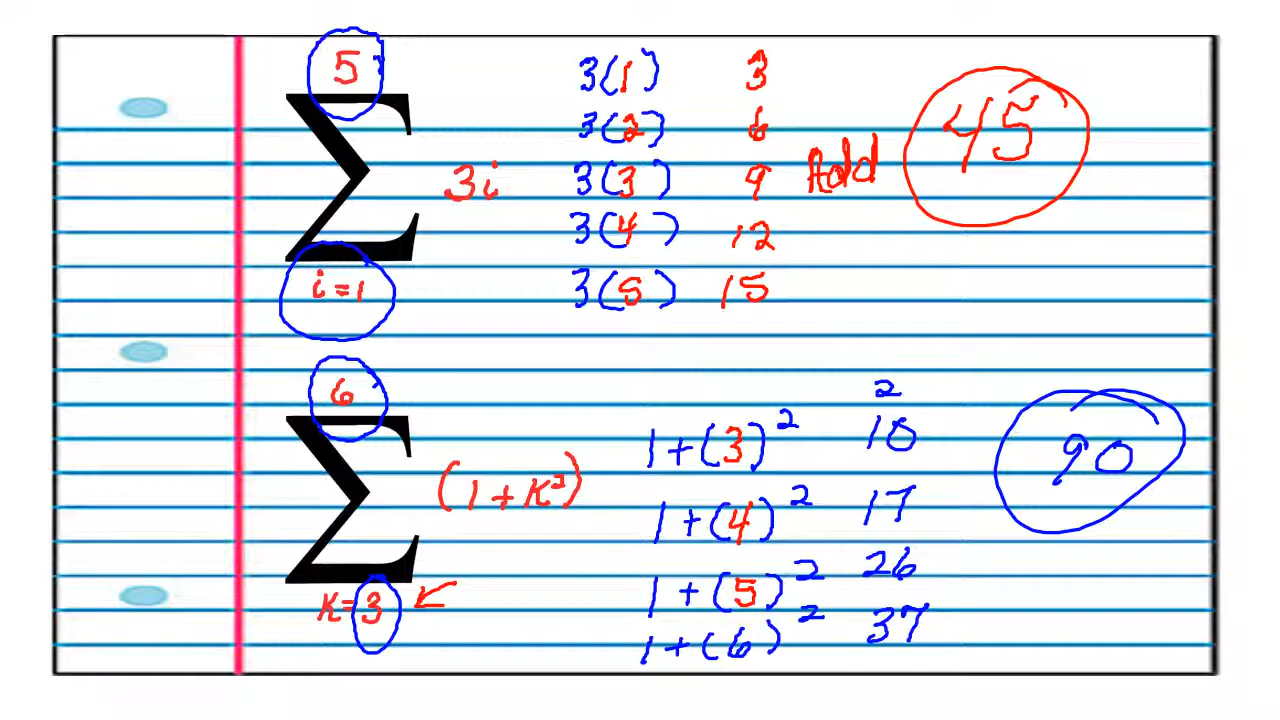 5
∑ 3i
i=1
3(1) 3
3(2) 6
3(3) 9
3(4) 12
3(5) 15
Add 45
6
∑ (1+K²)
K=3
2
1+(3)² 10
1+(4)² 17
1+(5)² 26
1+(6)² 37
90